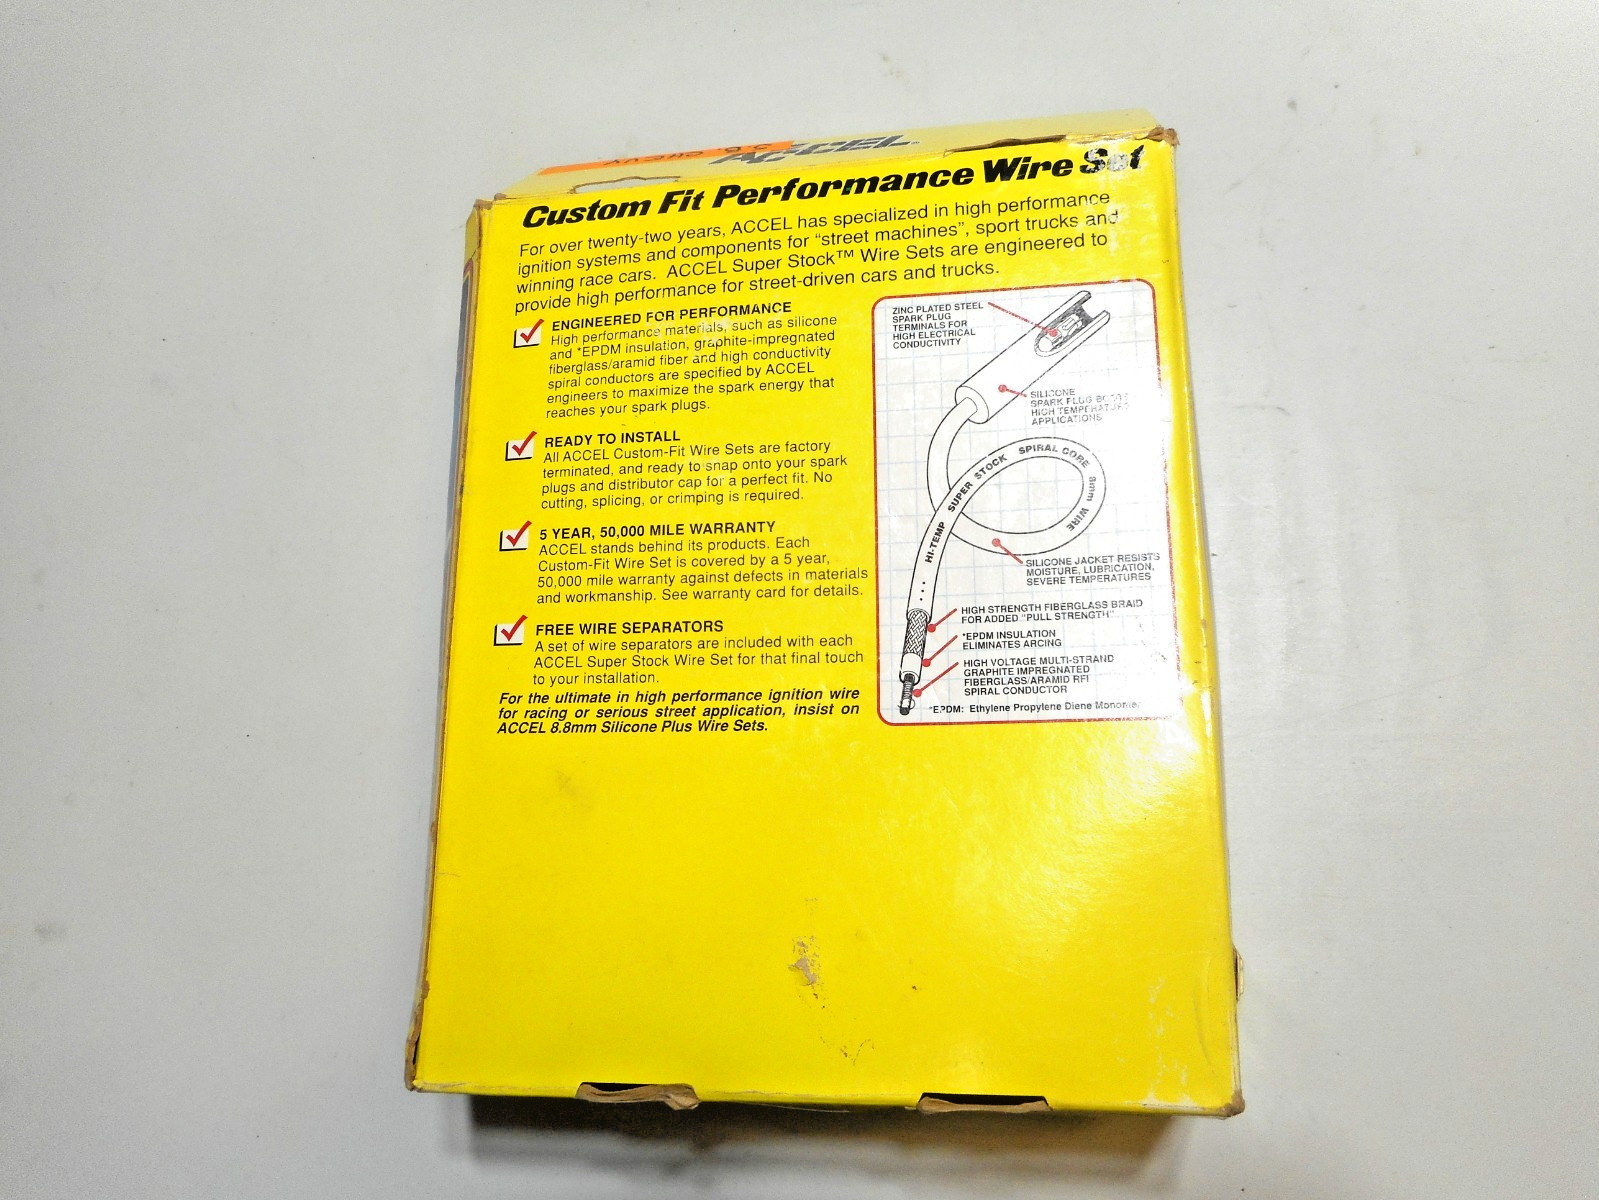 ACCEL
Custom Fit Performance Wire Set
For over twenty-two years, ACCEL has specialized in high performance
ignition systems and components for "street machines", sport trucks and
winning race cars. ACCEL Super Stock™ Wire Sets are engineered to
provide high performance for street-driven cars and trucks.
ENGINEERED FOR PERFORMANCE
High performance materials, such as silicone
and *EPDM insulation, graphite-impregnated
fiberglass/aramid fiber and high conductivity
spiral conductors are specified by ACCEL
engineers to maximize the spark energy that
reaches your spark plugs.
READY TO INSTALL
All ACCEL Custom-Fit Wire Sets are factory
terminated, and ready to snap onto your spark
plugs and distributor cap for a perfect fit. No
cutting, splicing, or crimping is required.
5 YEAR, 50,000 MILE WARRANTY
ACCEL stands behind its products. Each
Custom-Fit Wire Set is covered by a 5 year,
50,000 mile warranty against defects in materials
and workmanship. See warranty card for details.
FREE WIRE SEPARATORS
A set of wire separators are included with each
ACCEL Super Stock Wire Set for that final touch
to your installation.
For the ultimate in high performance ignition wire
for racing or serious street application, insist on
ACCEL 8.8mm Silicone Plus Wire Sets.
ZINC PLATED STEEL
SPARK PLUG
TERMINALS FOR
HIGH ELECTRICAL
CONDUCTIVITY
SILICONE
SPARK PLUG BOOTS
HIGH TEMPERATURE
APPLICATIONS
... HI-TEMP SUPER STOCK SPIRAL CORE 8mm WIRE
SILICONE JACKET RESISTS
MOISTURE, LUBRICATION,
SEVERE TEMPERATURES
HIGH STRENGTH FIBERGLASS BRAID
FOR ADDED "PULL STRENGTH"
*EPDM INSULATION
ELIMINATES ARCING
HIGH VOLTAGE MULTI-STRAND
GRAPHITE IMPREGNATED
FIBERGLASS/ARAMID RFI
SPIRAL CONDUCTOR
*EPDM: Ethylene Propylene Diene Monomer